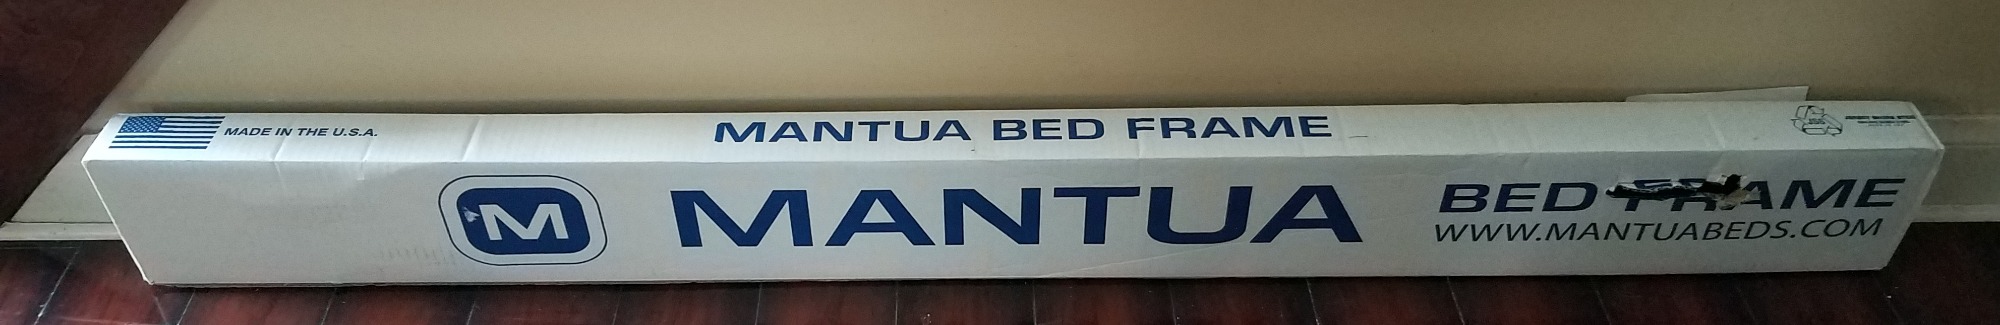 MADE IN THE U.S.A.
MANTUA BED FRAME
M
MANTUA
BED FRAME
WWW.MANTUABEDS.COM